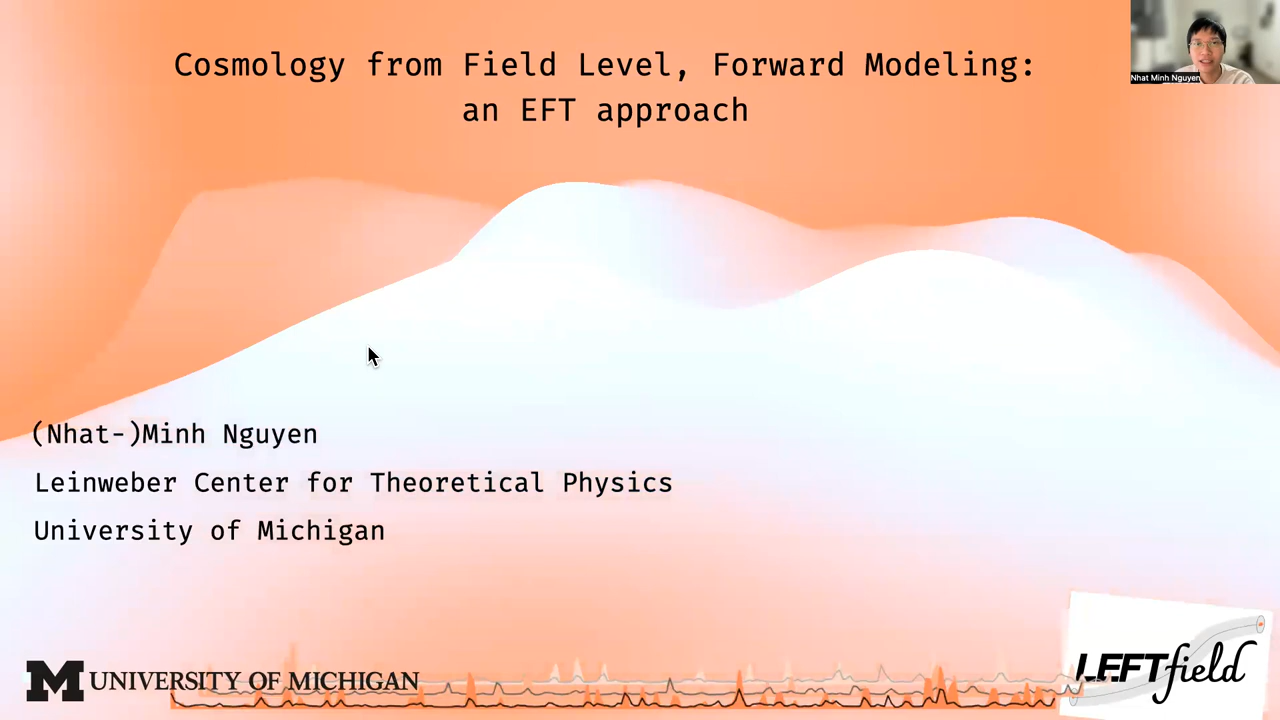 Cosmology from Field Level, Forward Modeling:
an EFT approach
Nhat Minh Nguyen
(Nhat-)Minh Nguyen
Leinweber Center for Theoretical Physics
University of Michigan
M UNIVERSITY OF MICHIGAN
LEFTfield